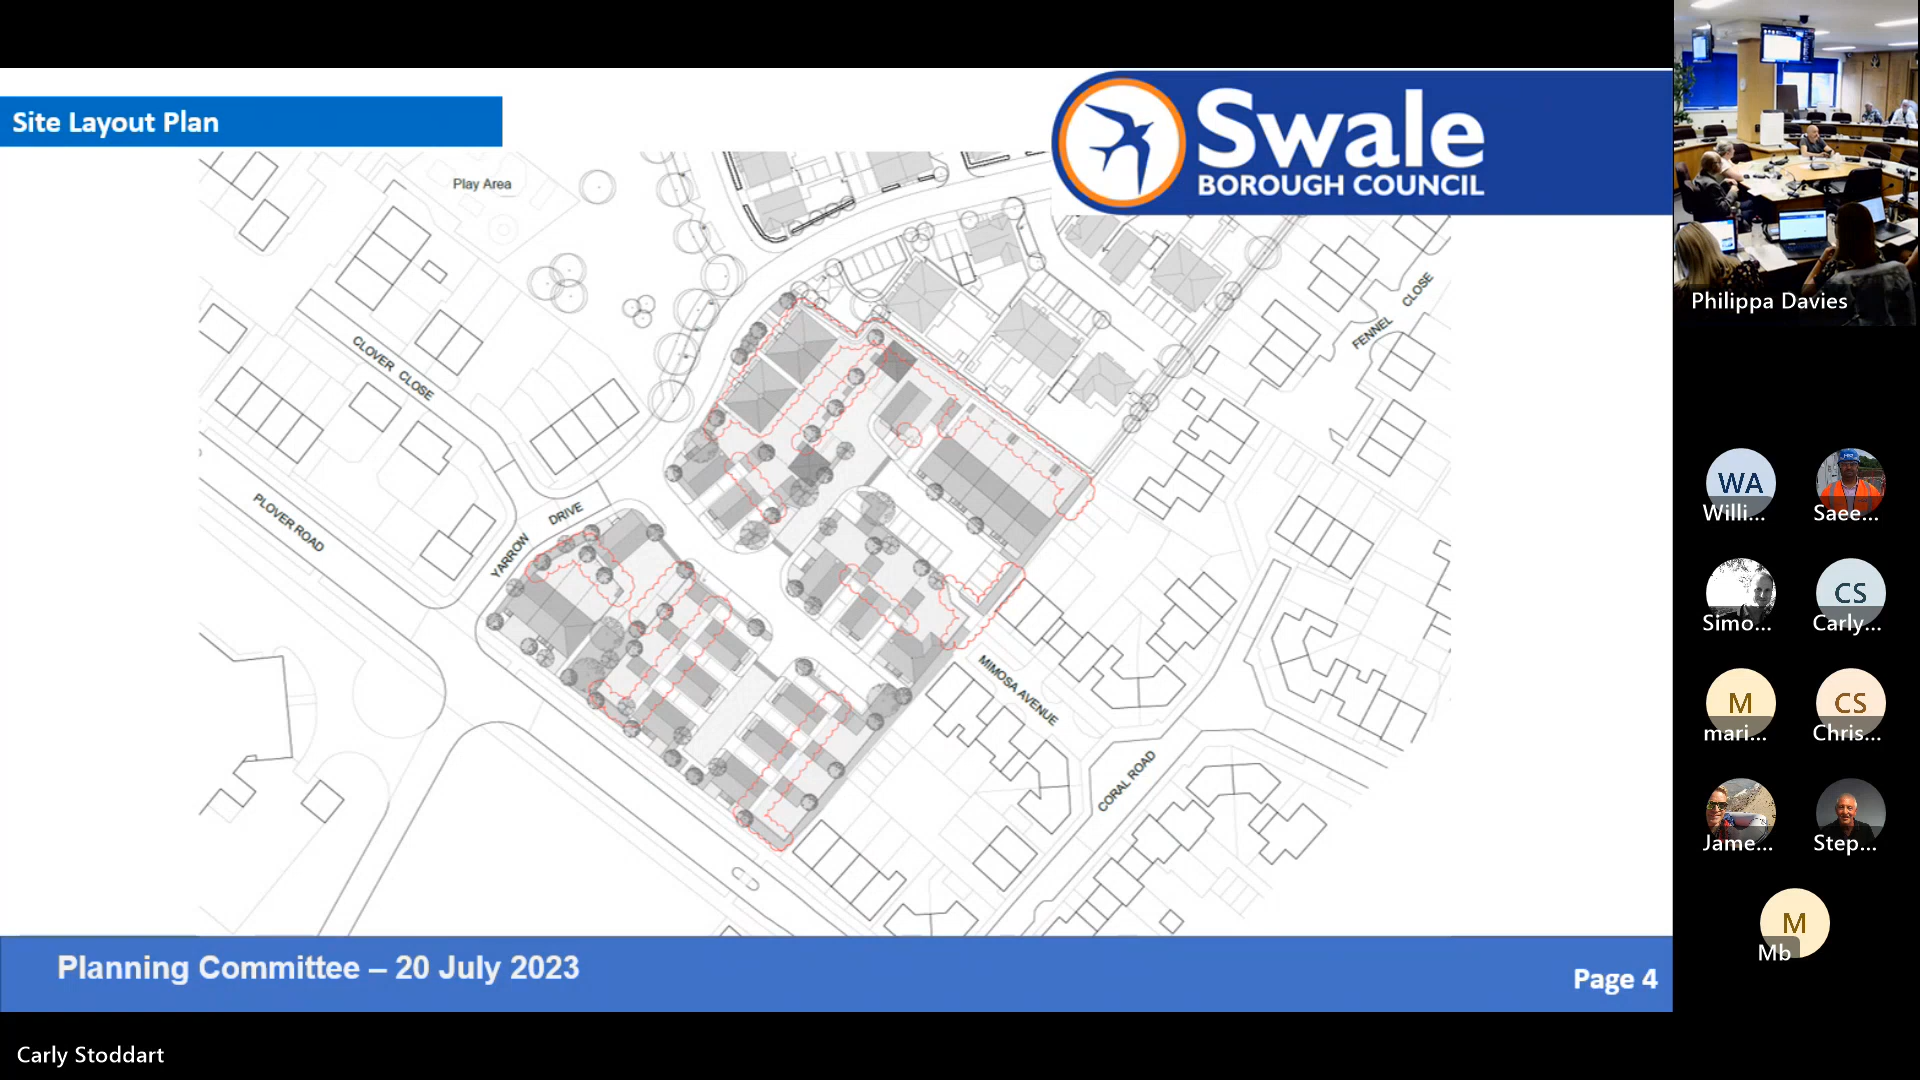 Site Layout Plan
Swale
BOROUGH COUNCIL
Play Area
CLOVER CLOSE
PLOVER ROAD
YARROW DRIVE
FENNEL CLOSE
MIMOSA AVENUE
CORAL ROAD
Planning Committee – 20 July 2023
Page 4
Carly Stoddart
Philippa Davies
WA
Willi...
Saee...
Simo...
CS
Carly...
M
mari...
CS
Chris...
Jame...
Step...
M
Mb